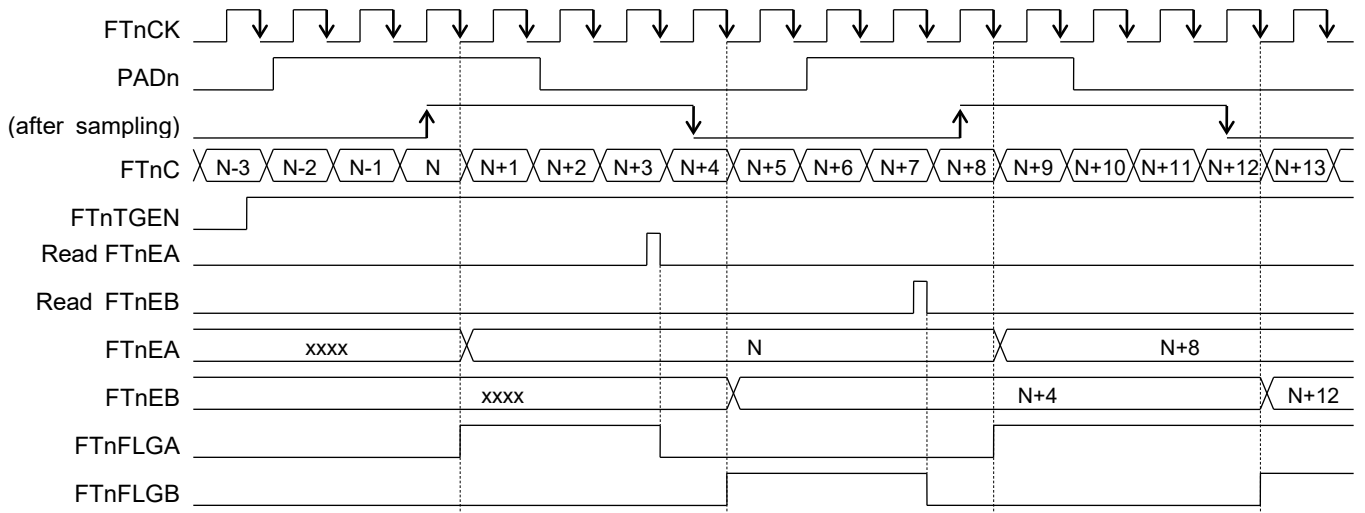 FTnCK
PADn
(after sampling)
FTnC N-3 N-2 N-1 N N+1 N+2 N+3 N+4 N+5 N+6 N+7 N+8 N+9 N+10 N+11 N+12 N+13
FTnTGEN
Read FTnEA
Read FTnEB
FTnEA xxxx N N+8
FTnEB xxxx N+4 N+12
FTnFLGA
FTnFLGB